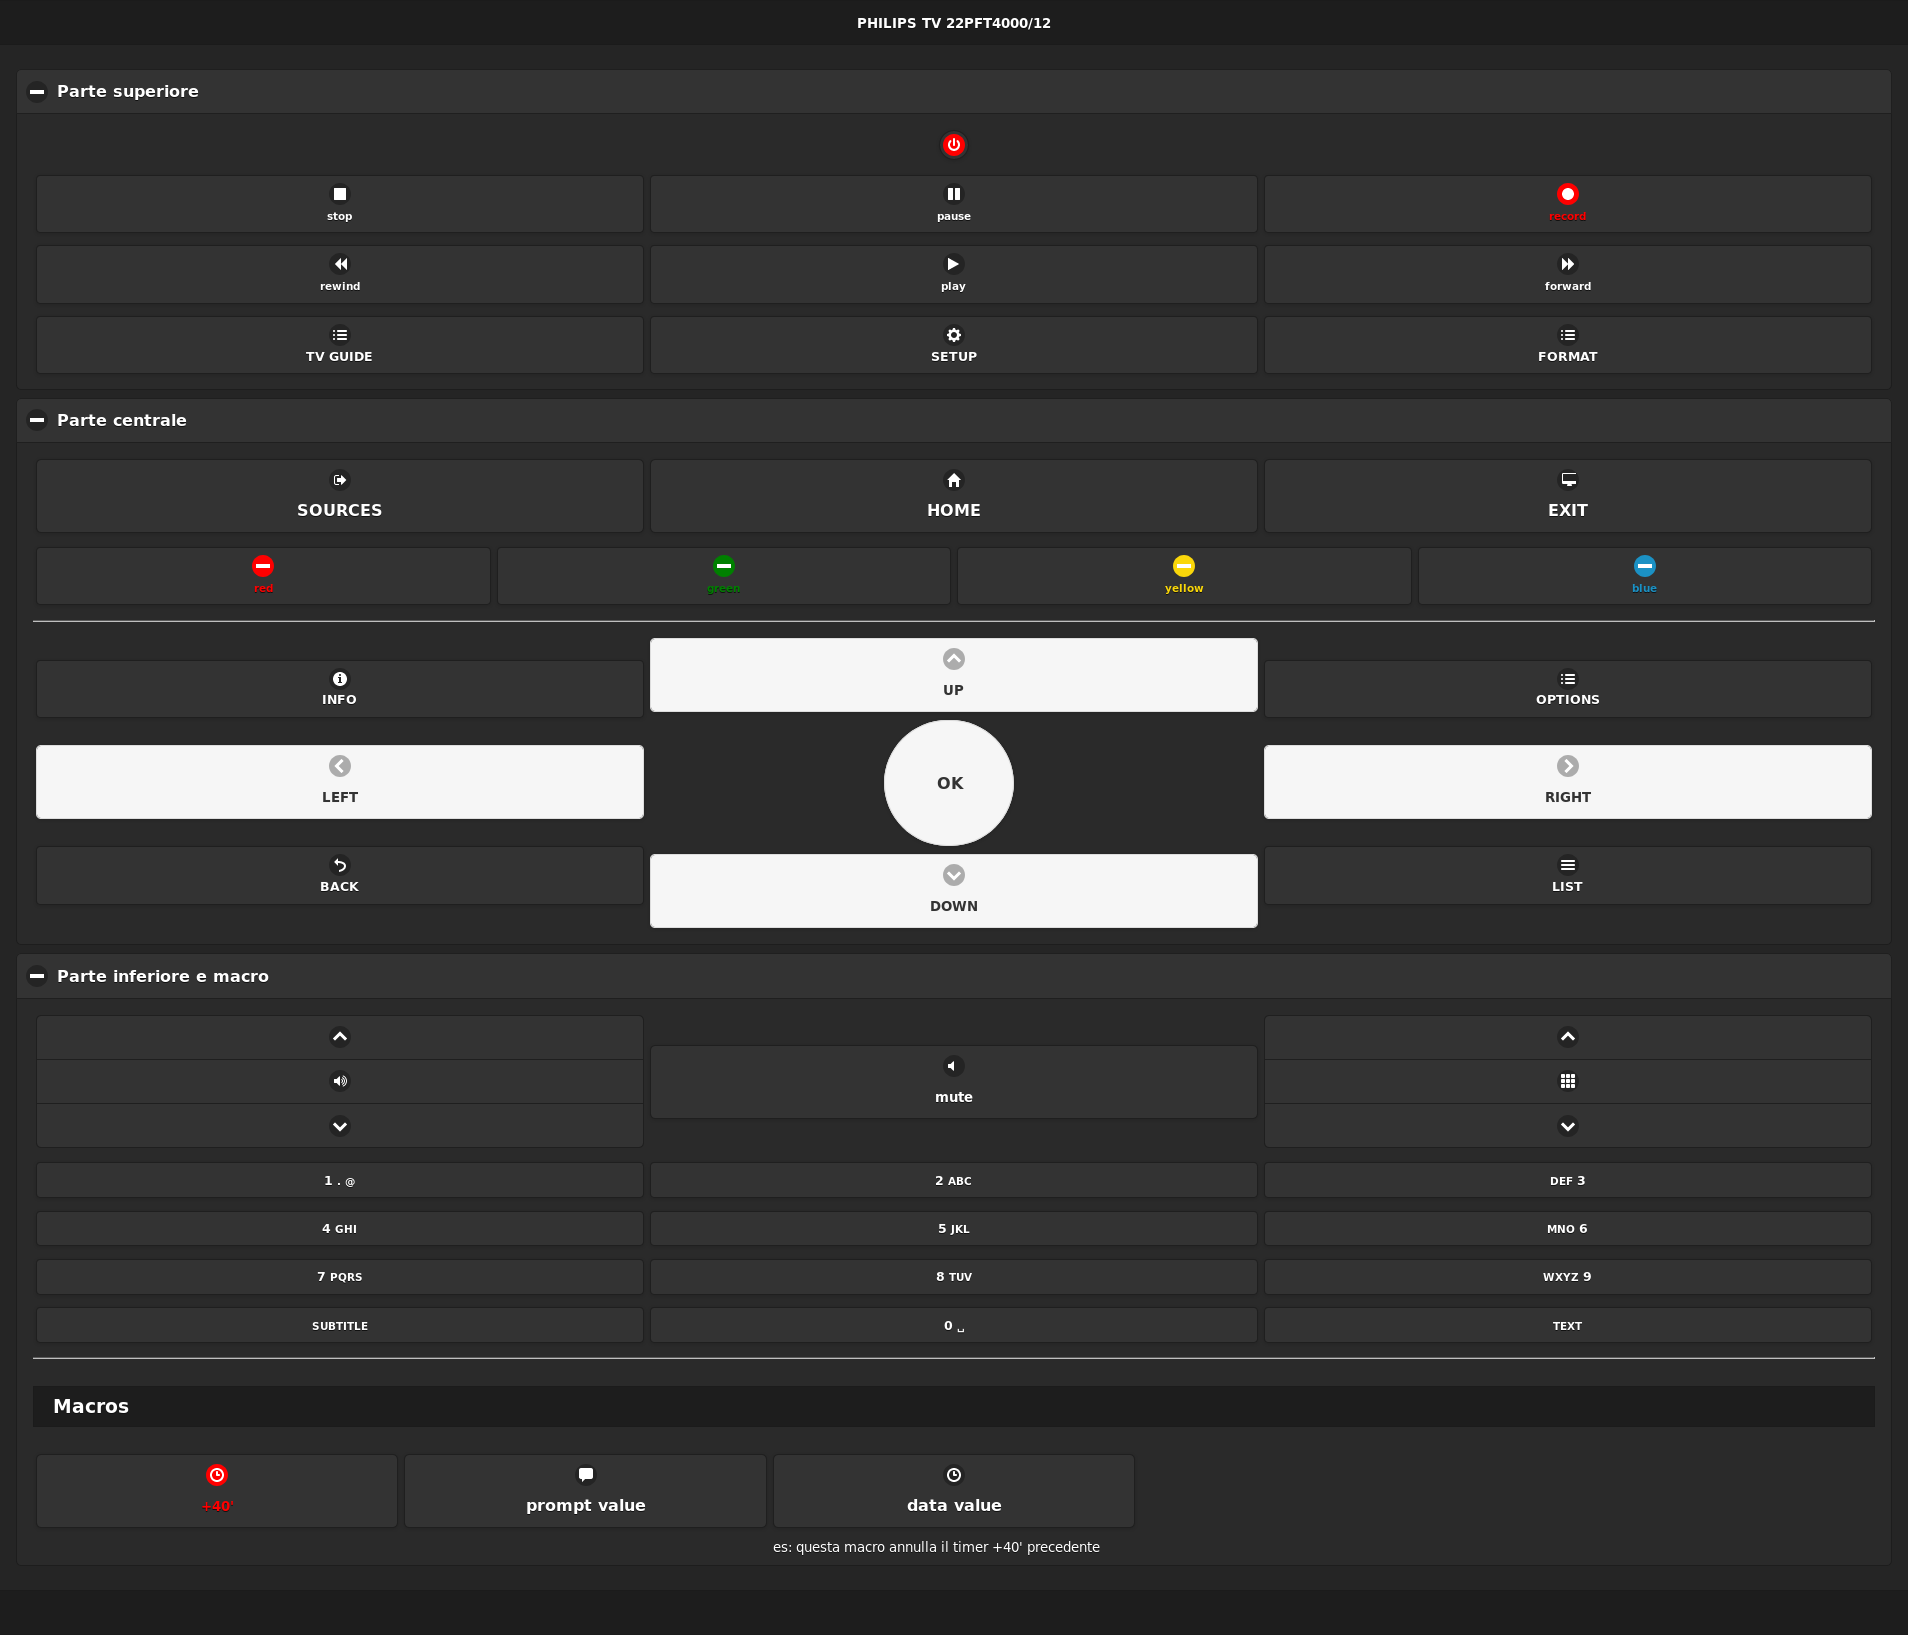 PHILIPS TV 22PFT4000/12
Parte superiore
stop pause record
rewind play forward
TV GUIDE SETUP FORMAT
Parte centrale
SOURCES HOME EXIT
red green yellow blue
UP
INFO OPTIONS
OK
LEFT RIGHT
BACK LIST
DOWN
Parte inferiore e macro
mute
1 . @ 2 ABC DEF 3
4 GHI 5 JKL MNO 6
7 PQRS 8 TUV WXYZ 9
SUBTITLE 0 ␣ TEXT
Macros
+40' prompt value data value
es: questa macro annulla il timer +40' precedente